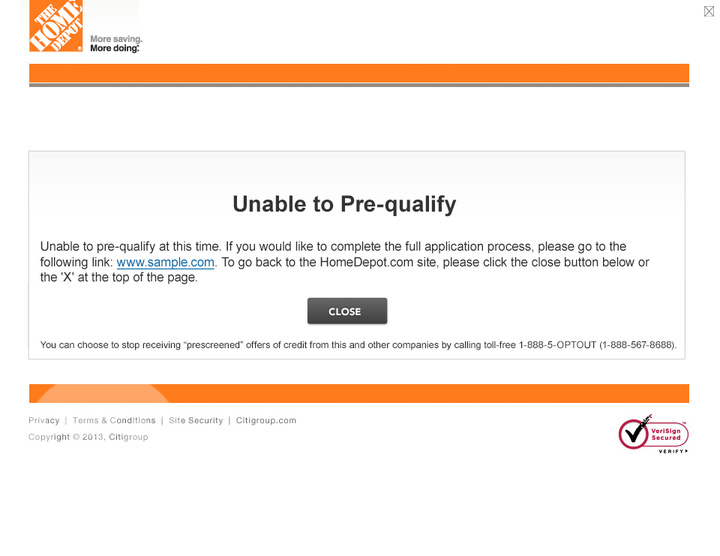 THE
HOME
DEPOT
More saving.
More doing.
Unable to Pre-qualify
Unable to pre-qualify at this time. If you would like to complete the full application process, please go to the
following link: www.sample.com. To go back to the HomeDepot.com site, please click the close button below or
the 'X' at the top of the page.
CLOSE
You can choose to stop receiving “prescreened” offers of credit from this and other companies by calling toll-free 1-888-5-OPTOUT (1-888-567-8688).
Privacy | Terms & Conditions | Site Security | Citigroup.com
Copyright © 2013, Citigroup
VeriSign
Secured
VERIFY